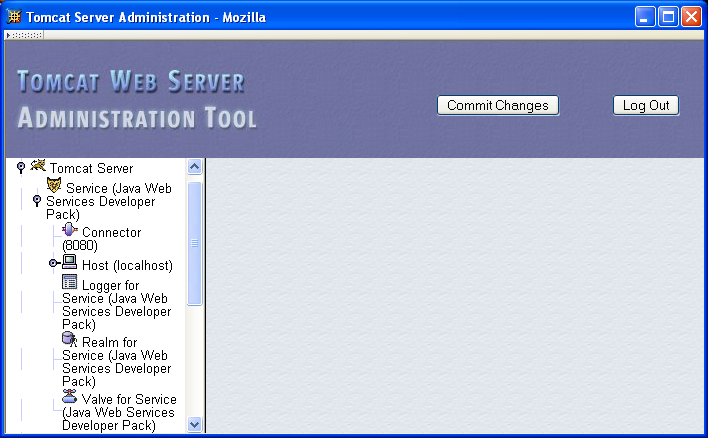 Tomcat Server Administration - Mozilla
TOMCAT WEB SERVER
ADMINISTRATION TOOL
Commit Changes
Log Out
Tomcat Server
Service (Java Web
Services Developer
Pack)
Connector
(8080)
Host (localhost)
Logger for
Service (Java Web
Services Developer
Pack)
Realm for
Service (Java Web
Services Developer
Pack)
Valve for Service
(Java Web Services
Developer Pack)